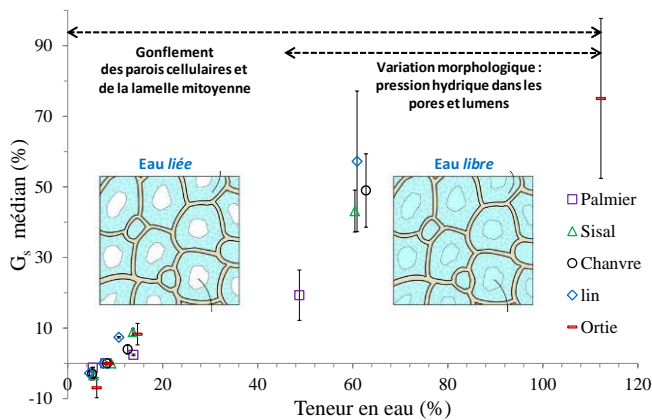 90
70
50
30
10
-10
G_s médian (%)
Gonflement
des parois cellulaires et
de la lamelle mitoyenne
Variation morphologique :
pression hydrique dans les
pores et lumens
Eau liée
Eau libre
Palmier
Sisal
Chanvre
lin
Ortie
0
20
40
60
80
100
120
Teneur en eau (%)